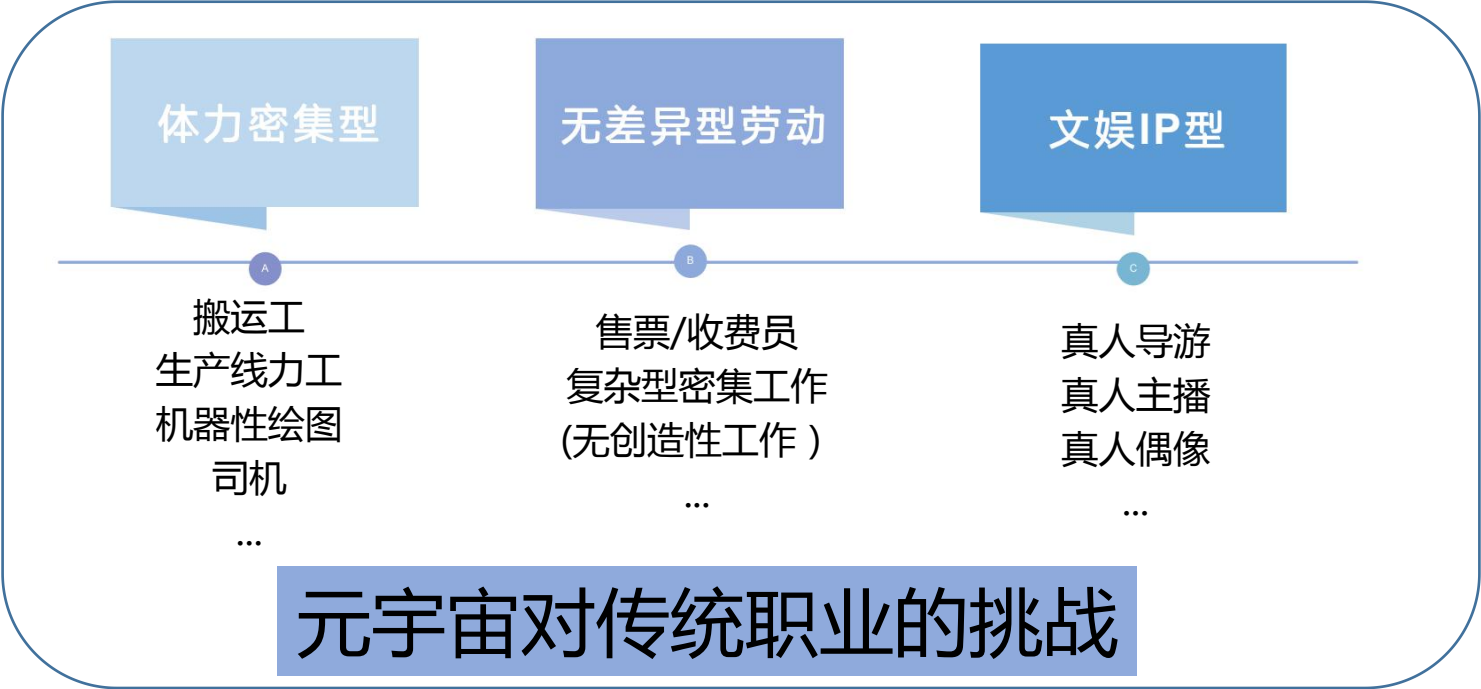 体力密集型
无差异型劳动
文娱IP型
A
B
C
搬运工
生产线力工
机器性绘图
司机
...
售票/收费员
复杂型密集工作
(无创造性工作）
...
真人导游
真人主播
真人偶像
...
元宇宙对传统职业的挑战